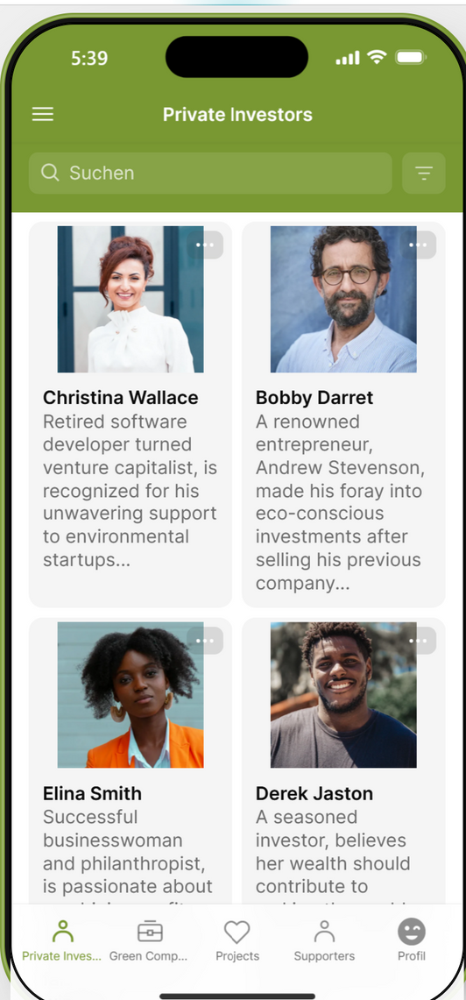 5:39
Private Investors
Suchen
Christina Wallace
Retired software
developer turned
venture capitalist, is
recognized for his
unwavering support
to environmental
startups...
Bobby Darret
A renowned
entrepreneur,
Andrew Stevenson,
made his foray into
eco-conscious
investments after
selling his previous
company...
Elina Smith
Successful
businesswoman
and philanthropist,
is passionate about
Derek Jaston
A seasoned
investor, believes
her wealth should
contribute to
Private Inves...
Green Comp...
Projects
Supporters
Profil